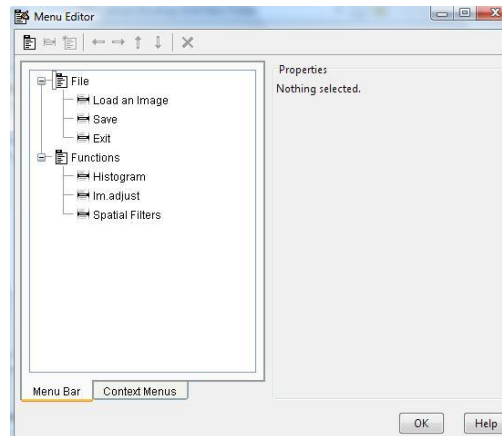 Menu Editor
File
Load an Image
Save
Exit
Functions
Histogram
Im.adjust
Spatial Filters
Properties
Nothing selected.
Menu Bar
Context Menus
OK
Help